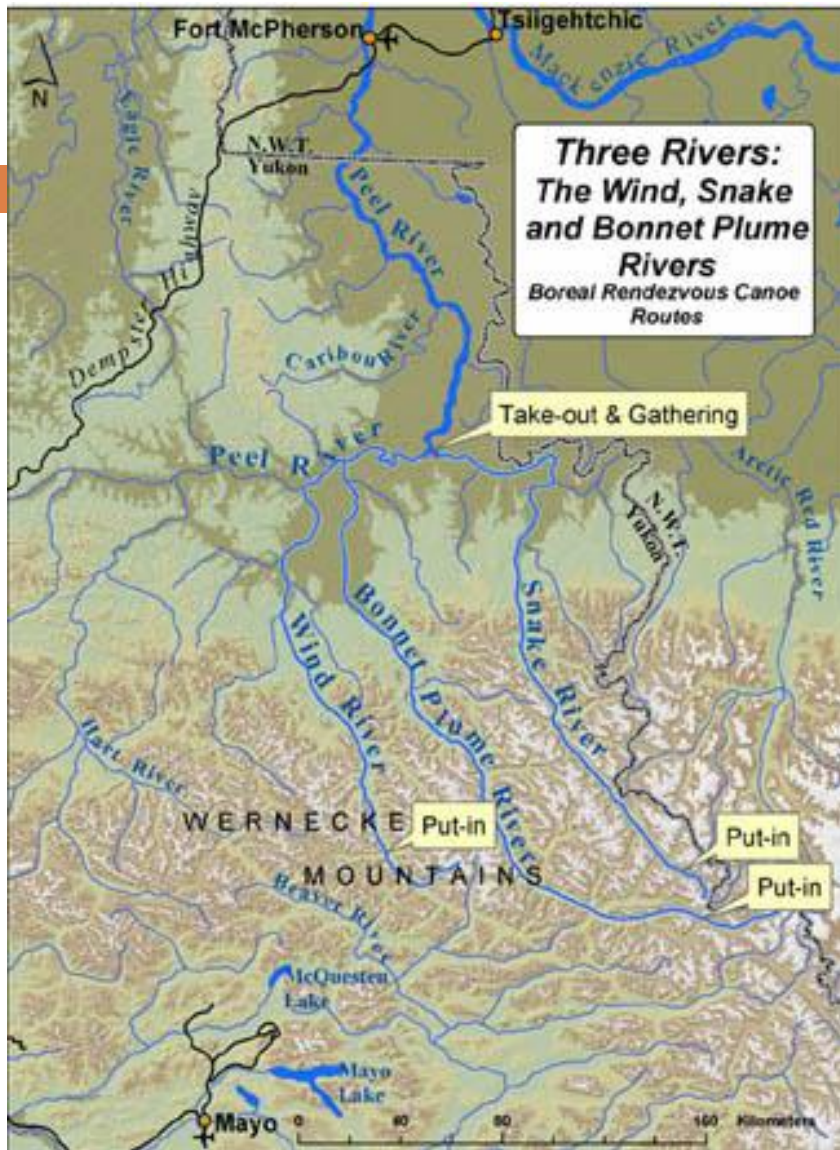 Fort McPherson
Tsiigehtchic
Mackenzie River
N
Eagle River
N.W.T.
Yukon
Three Rivers:
The Wind, Snake
and Bonnet Plume
Rivers
Boreal Rendezvous Canoe
Routes
Peel River
Dempster Highway
Caribou River
Take-out & Gathering
Peel River
Arctic Red River
N.W.T.
Yukon
Wind River
Bonnet Plume Rivers
Snake River
Hart River
WERNECKE
Put-in
MOUNTAINS
Put-in
Put-in
Beaver River
McQuesten
Lake
Mayo
Lake
Mayo
0 40 80 160 Kilometers